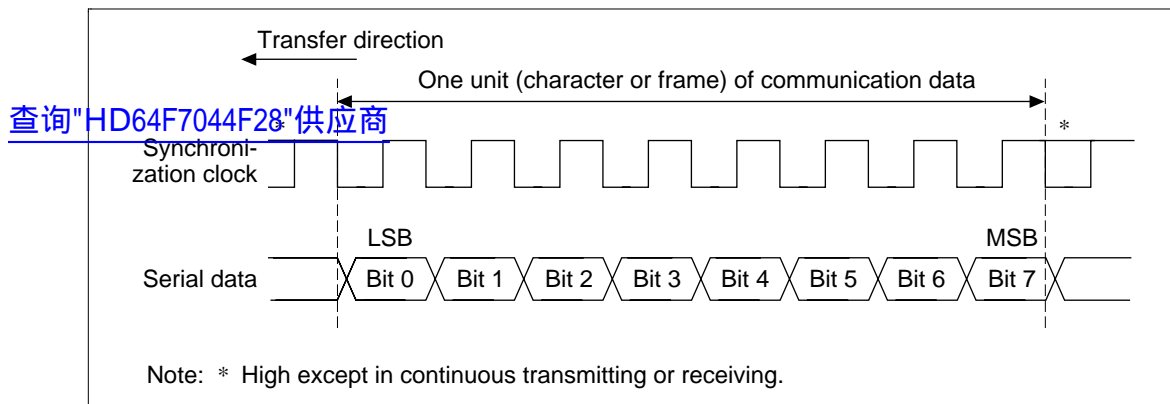 Transfer direction
One unit (character or frame) of communication data
查询"HD64F7044F28"供应商
* *
Synchroni-
zation clock
LSB MSB
Serial data Bit 0 Bit 1 Bit 2 Bit 3 Bit 4 Bit 5 Bit 6 Bit 7
Note: * High except in continuous transmitting or receiving.